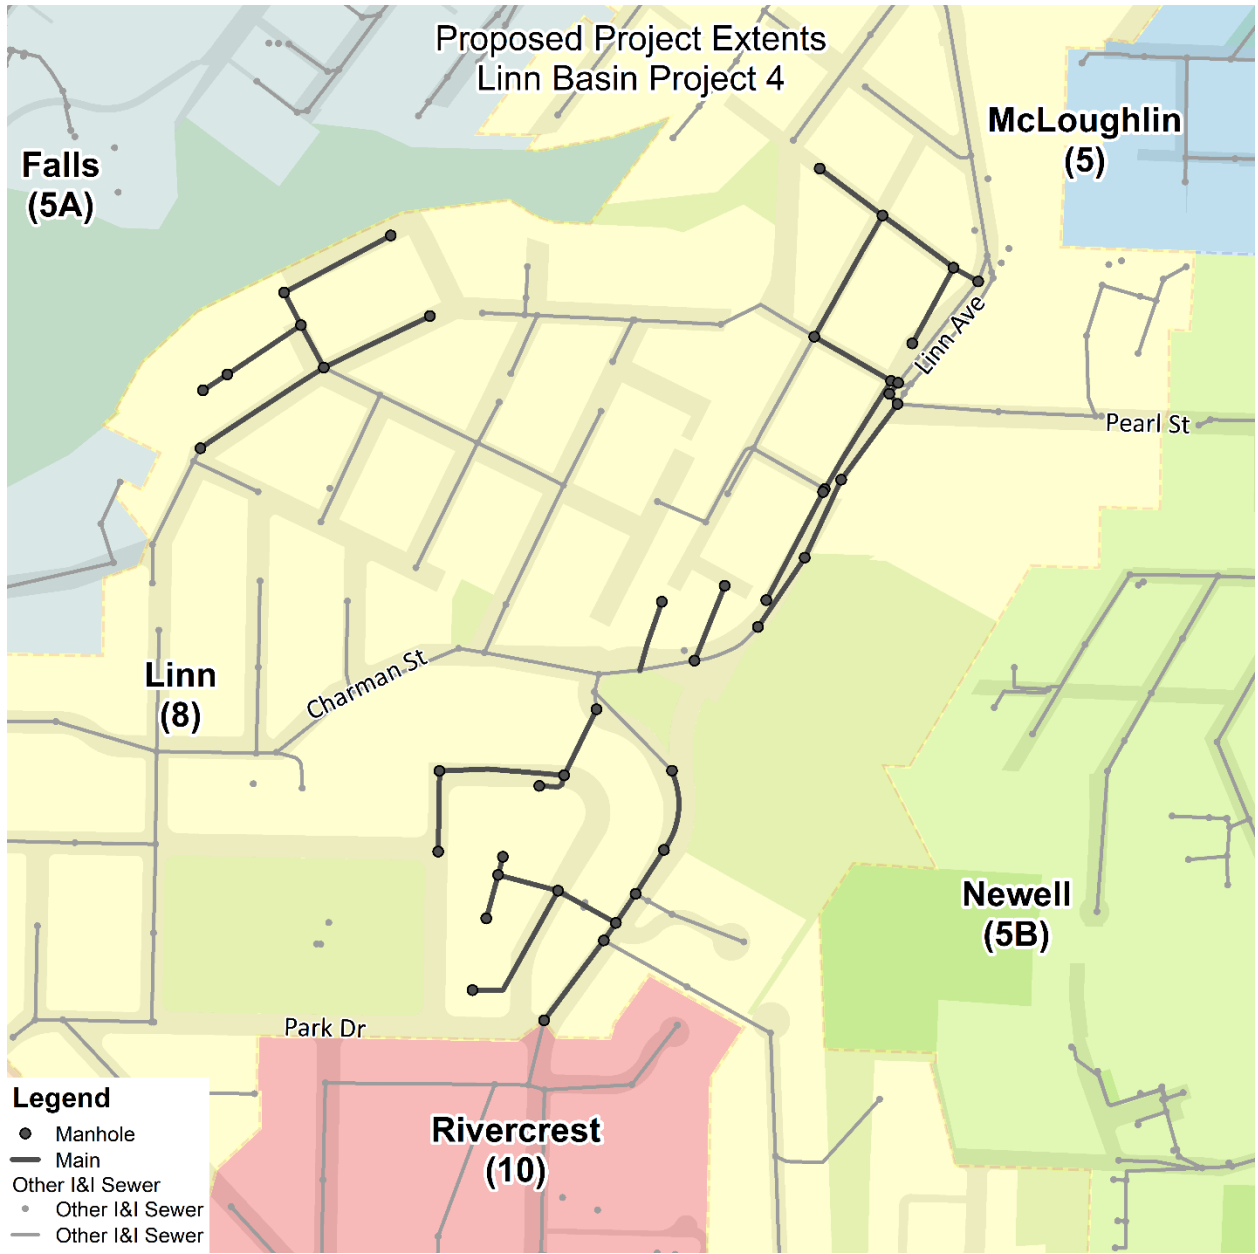 Proposed Project Extents
Linn Basin Project 4
McLoughlin
(5)
Falls
(5A)
Linn Ave
Pearl St
Linn
(8)
Charman St
Newell
(5B)
Park Dr
Rivercrest
(10)
Legend
Manhole
Main
Other I&I Sewer
Other I&I Sewer
Other I&I Sewer